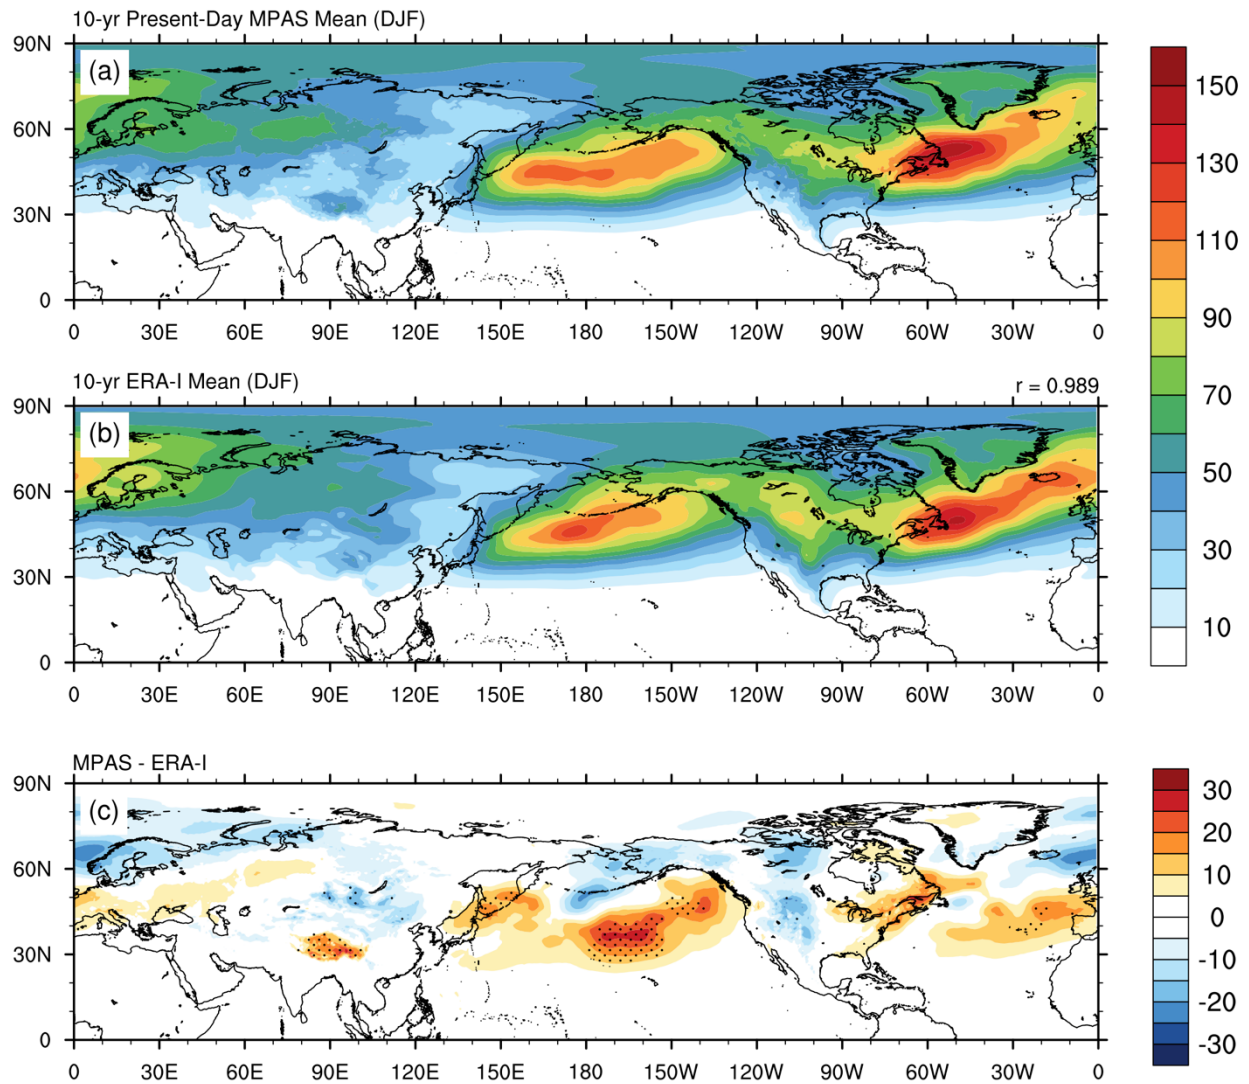 10-yr Present-Day MPAS Mean (DJF)
90N
(a)
60N
30N
0
0 30E 60E 90E 120E 150E 180 150W 120W 90W 60W 30W 0
10-yr ERA-I Mean (DJF) r = 0.989
90N
(b)
60N
30N
0
0 30E 60E 90E 120E 150E 180 150W 120W 90W 60W 30W 0
150
130
110
90
70
50
30
10
MPAS - ERA-I
90N
(c)
60N
30N
0
0 30E 60E 90E 120E 150E 180 150W 120W 90W 60W 30W 0
30
20
10
0
-10
-20
-30